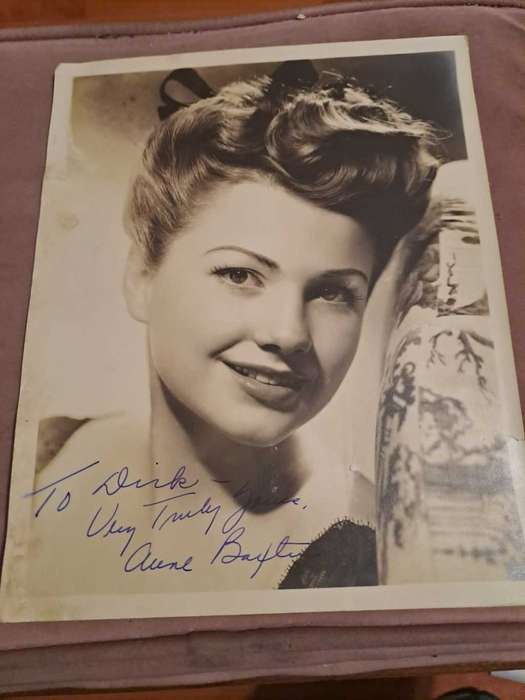 To Dick -
Very Truly Yours,
Anne Baxter